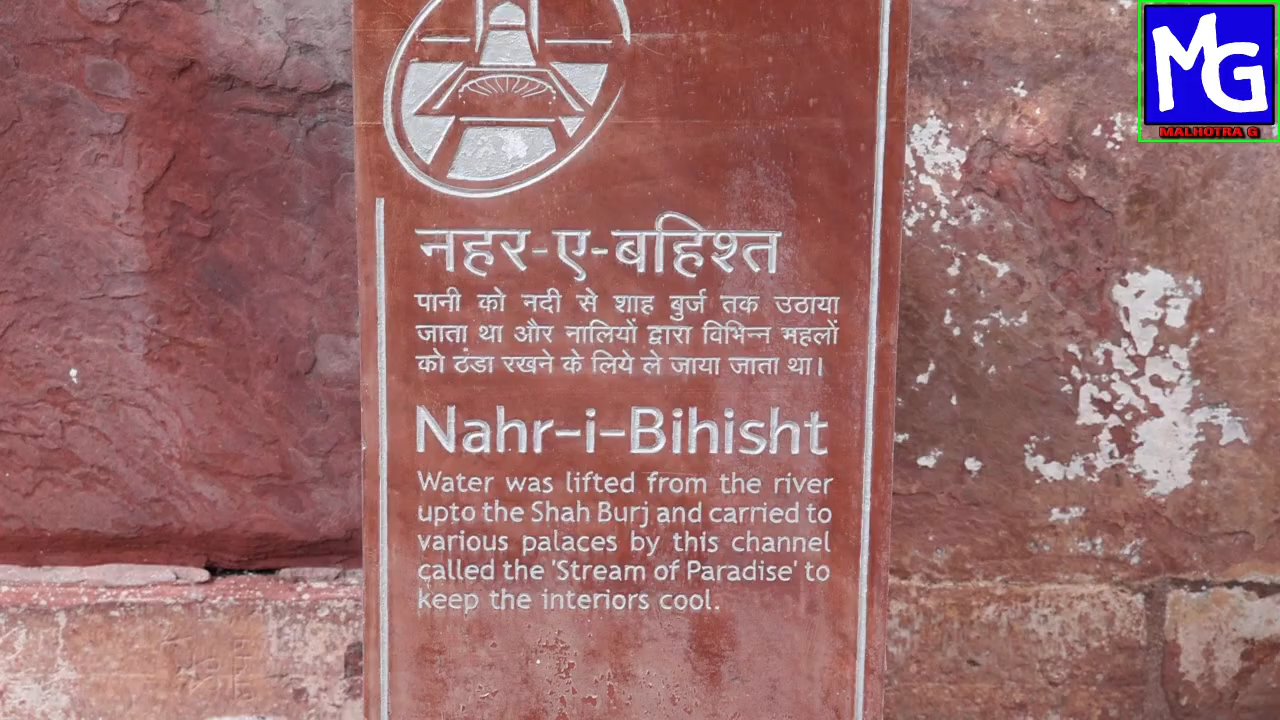 MG
MALHOTRA G
नहर-ए-बहिश्त
पानी को नदी से शाह बुर्ज तक उठाया
जाता था और नालियों द्वारा विभिन्न महलों
को ठंडा रखने के लिये ले जाया जाता था।
Nahr-i-Bihisht
Water was lifted from the river
upto the Shah Burj and carried to
various palaces by this channel
called the 'Stream of Paradise' to
keep the interiors cool.